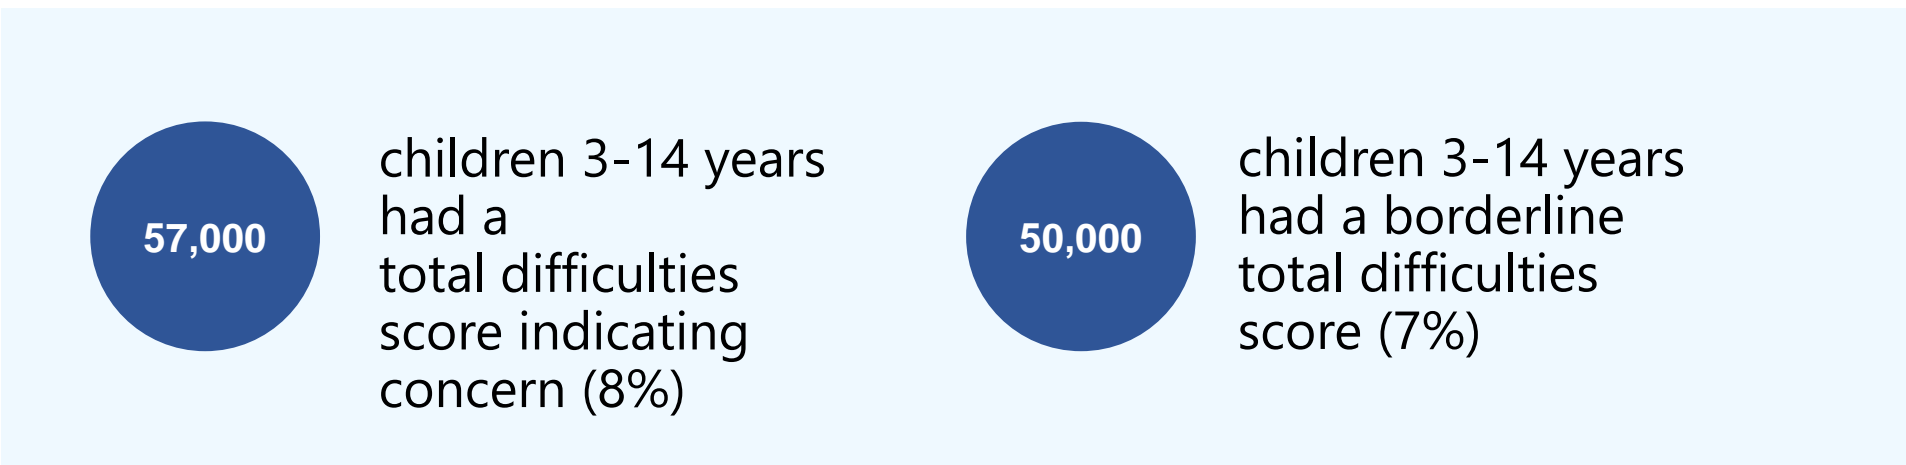 57,000
children 3-14 years
had a
total difficulties
score indicating
concern (8%)
50,000
children 3-14 years
had a borderline
total difficulties
score (7%)